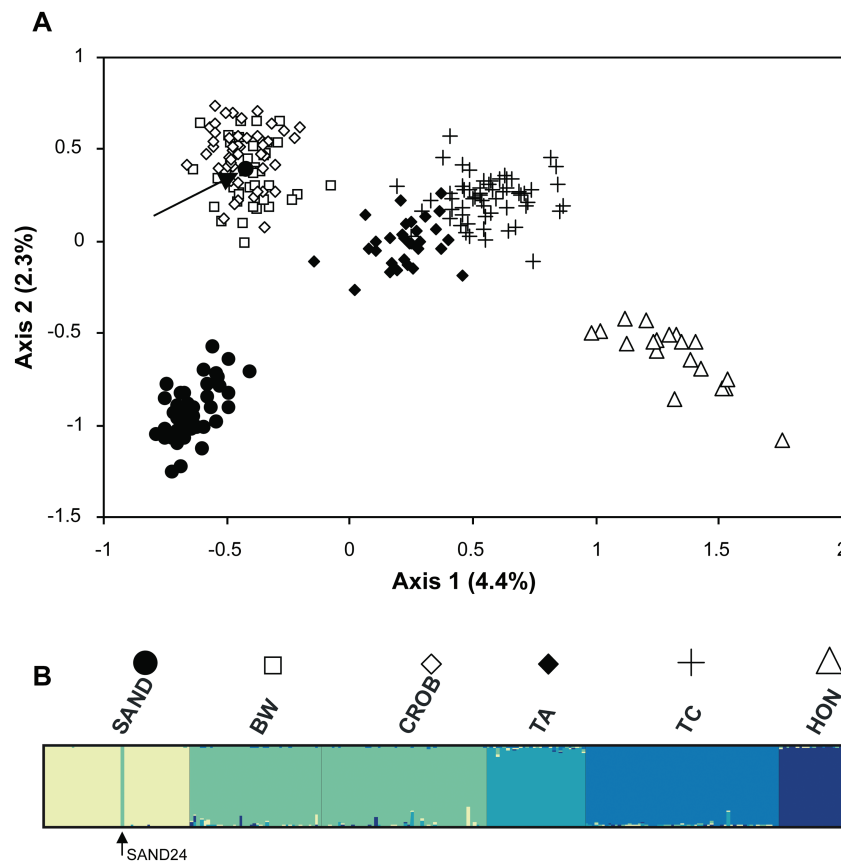 A
1
0.5
0
-0.5
-1
-1.5
Axis 2 (2.3%)
-1 -0.5 0 0.5 1 1.5 2
Axis 1 (4.4%)
B
SAND BW CROB TA TC HON
SAND24